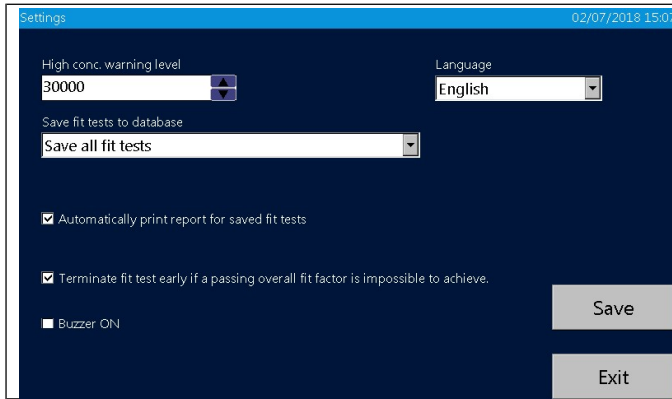 Settings 02/07/2018 15:07
High conc. warning level Language
30000 English
Save fit tests to database
Save all fit tests
Automatically print report for saved fit tests
Terminate fit test early if a passing overall fit factor is impossible to achieve.
Save
Buzzer ON
Exit